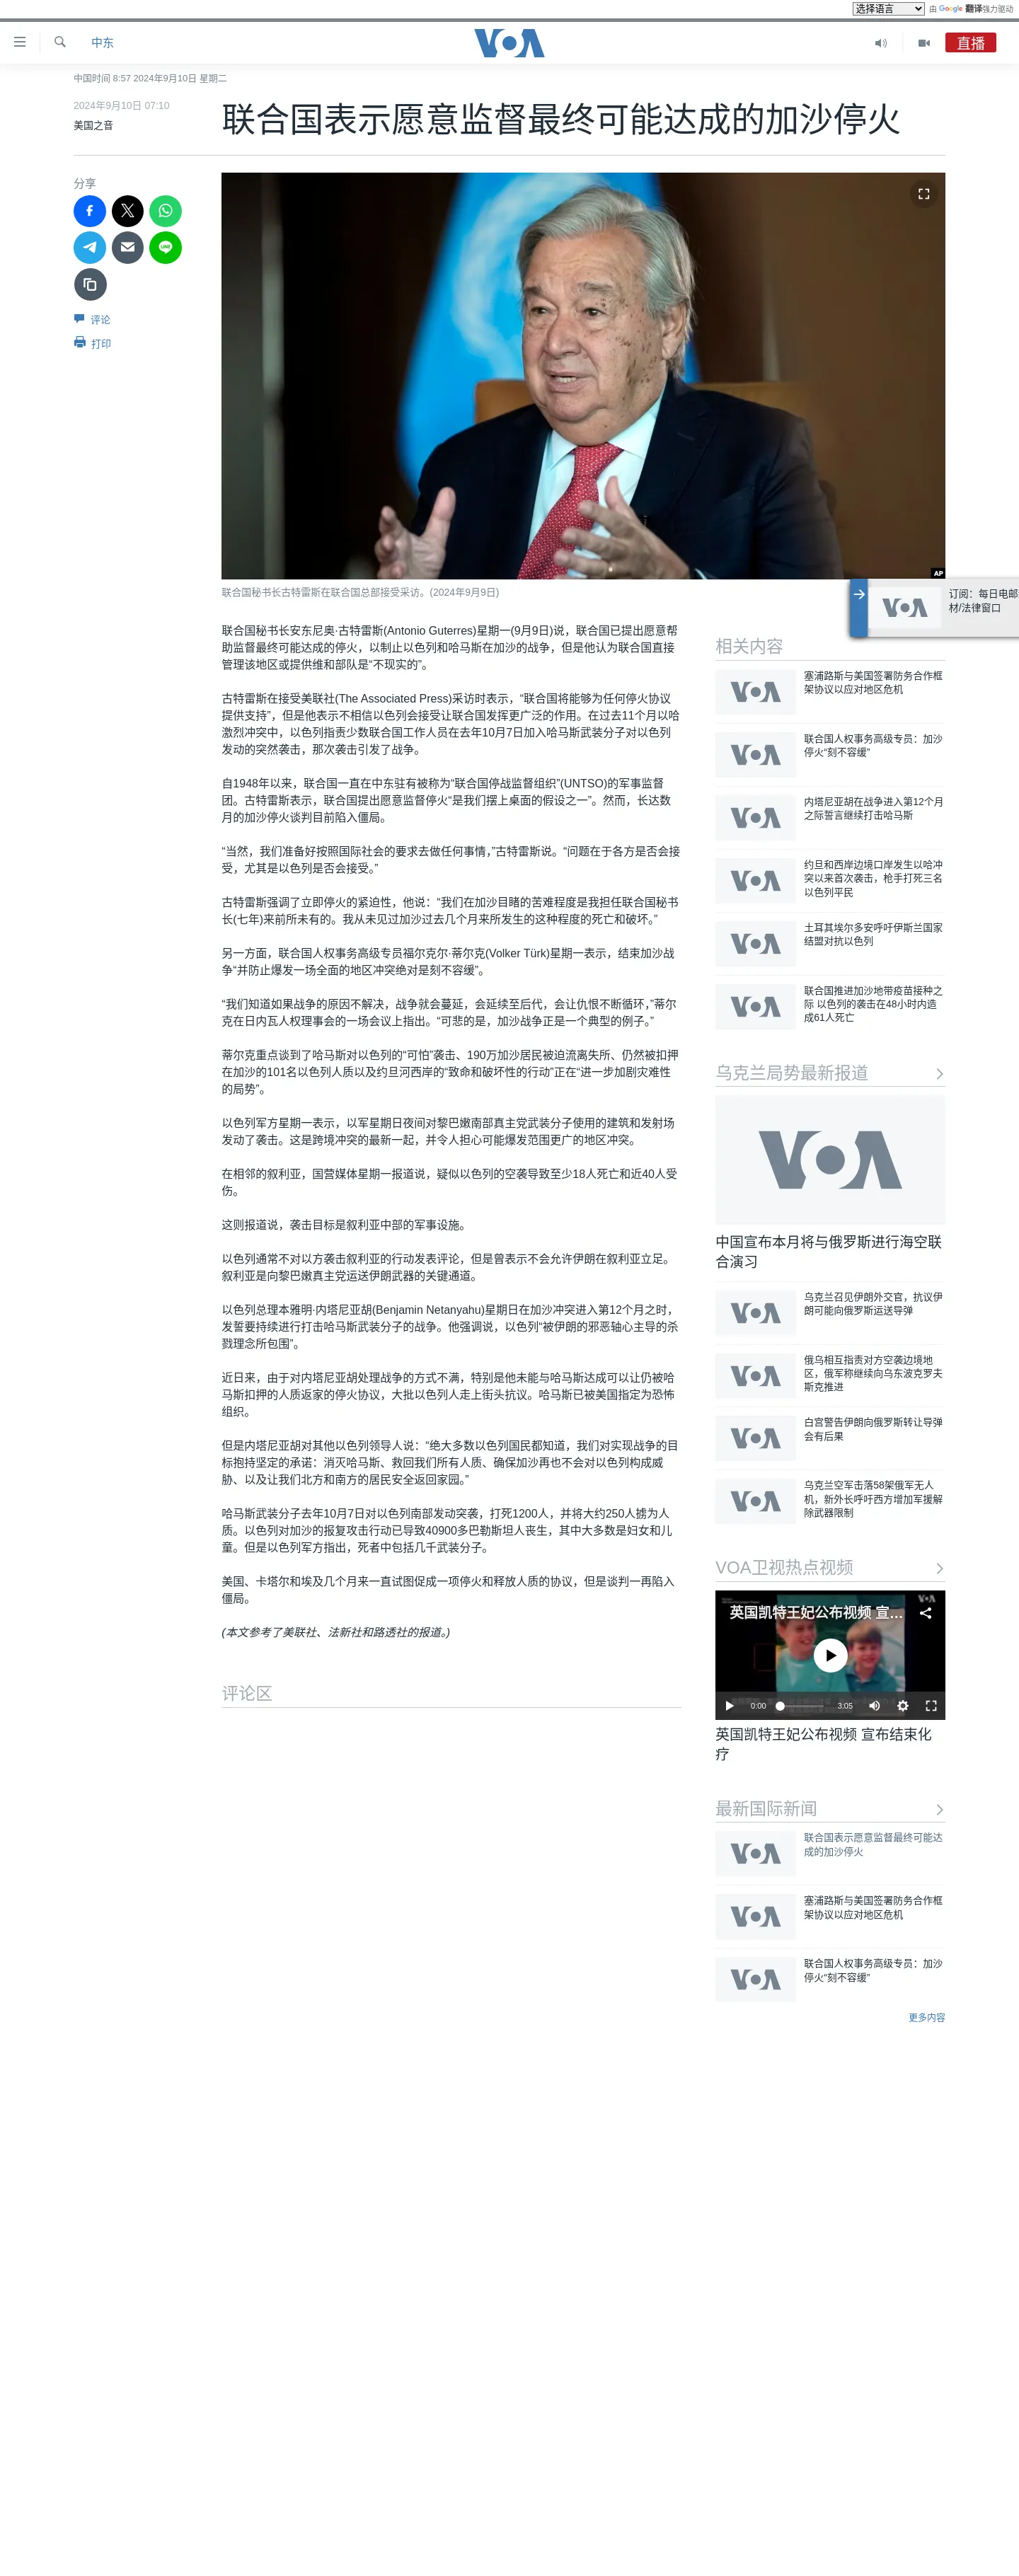 选择语言
由 Google 翻译强力驱动
中东
VOA
直播
中国时间 8:57 2024年9月10日 星期二
2024年9月10日 07:10
美国之音
联合国表示愿意监督最终可能达成的加沙停火
分享
LINE
评论
打印
AP
联合国秘书长古特雷斯在联合国总部接受采访。(2024年9月9日)
联合国秘书长安东尼奥·古特雷斯(Antonio Guterres)星期一(9月9日)说，联合国已提出愿意帮
助监督最终可能达成的停火，以制止以色列和哈马斯在加沙的战争，但是他认为联合国直接
管理该地区或提供维和部队是“不现实的”。
古特雷斯在接受美联社(The Associated Press)采访时表示，“联合国将能够为任何停火协议
提供支持”，但是他表示不相信以色列会接受让联合国发挥更广泛的作用。在过去11个月以哈
激烈冲突中，以色列指责少数联合国工作人员在去年10月7日加入哈马斯武装分子对以色列
发动的突然袭击，那次袭击引发了战争。
自1948年以来，联合国一直在中东驻有被称为“联合国停战监督组织”(UNTSO)的军事监督
团。古特雷斯表示，联合国提出愿意监督停火“是我们摆上桌面的假设之一”。然而，长达数
月的加沙停火谈判目前陷入僵局。
“当然，我们准备好按照国际社会的要求去做任何事情，”古特雷斯说。“问题在于各方是否会接
受，尤其是以色列是否会接受。”
古特雷斯强调了立即停火的紧迫性，他说：“我们在加沙目睹的苦难程度是我担任联合国秘书
长(七年)来前所未有的。我从未见过加沙过去几个月来所发生的这种程度的死亡和破坏。”
另一方面，联合国人权事务高级专员福尔克尔·蒂尔克(Volker Türk)星期一表示，结束加沙战
争“并防止爆发一场全面的地区冲突绝对是刻不容缓”。
“我们知道如果战争的原因不解决，战争就会蔓延，会延续至后代，会让仇恨不断循环，”蒂尔
克在日内瓦人权理事会的一场会议上指出。“可悲的是，加沙战争正是一个典型的例子。”
蒂尔克重点谈到了哈马斯对以色列的“可怕”袭击、190万加沙居民被迫流离失所、仍然被扣押
在加沙的101名以色列人质以及约旦河西岸的“致命和破坏性的行动”正在“进一步加剧灾难性
的局势”。
以色列军方星期一表示，以军星期日夜间对黎巴嫩南部真主党武装分子使用的建筑和发射场
发动了袭击。这是跨境冲突的最新一起，并令人担心可能爆发范围更广的地区冲突。
在相邻的叙利亚，国营媒体星期一报道说，疑似以色列的空袭导致至少18人死亡和近40人受
伤。
这则报道说，袭击目标是叙利亚中部的军事设施。
以色列通常不对以方袭击叙利亚的行动发表评论，但是曾表示不会允许伊朗在叙利亚立足。
叙利亚是向黎巴嫩真主党运送伊朗武器的关键通道。
以色列总理本雅明·内塔尼亚胡(Benjamin Netanyahu)星期日在加沙冲突进入第12个月之时，
发誓要持续进行打击哈马斯武装分子的战争。他强调说，以色列“被伊朗的邪恶轴心主导的杀
戮理念所包围”。
近日来，由于对内塔尼亚胡处理战争的方式不满，特别是他未能与哈马斯达成可以让仍被哈
马斯扣押的人质返家的停火协议，大批以色列人走上街头抗议。哈马斯已被美国指定为恐怖
组织。
但是内塔尼亚胡对其他以色列领导人说：“绝大多数以色列国民都知道，我们对实现战争的目
标抱持坚定的承诺：消灭哈马斯、救回我们所有人质、确保加沙再也不会对以色列构成威
胁、以及让我们北方和南方的居民安全返回家园。”
哈马斯武装分子去年10月7日对以色列南部发动突袭，打死1200人，并将大约250人掳为人
质。以色列对加沙的报复攻击行动已导致40900多巴勒斯坦人丧生，其中大多数是妇女和儿
童。但是以色列军方指出，死者中包括几千武装分子。
美国、卡塔尔和埃及几个月来一直试图促成一项停火和释放人质的协议，但是谈判一再陷入
僵局。
(本文参考了美联社、法新社和路透社的报道。)
评论区
VOA
订阅：每日电邮
材/法律窗口
相关内容
VOA
塞浦路斯与美国签署防务合作框
架协议以应对地区危机
VOA
联合国人权事务高级专员：加沙
停火“刻不容缓”
VOA
内塔尼亚胡在战争进入第12个月
之际誓言继续打击哈马斯
VOA
约旦和西岸边境口岸发生以哈冲
突以来首次袭击，枪手打死三名
以色列平民
VOA
土耳其埃尔多安呼吁伊斯兰国家
结盟对抗以色列
VOA
联合国推进加沙地带疫苗接种之
际 以色列的袭击在48小时内造
成61人死亡
乌克兰局势最新报道
VOA
中国宣布本月将与俄罗斯进行海空联
合演习
VOA
乌克兰召见伊朗外交官，抗议伊
朗可能向俄罗斯运送导弹
VOA
俄乌相互指责对方空袭边境地
区，俄军称继续向乌东波克罗夫
斯克推进
VOA
白宫警告伊朗向俄罗斯转让导弹
会有后果
VOA
乌克兰空军击落58架俄军无人
机，新外长呼吁西方增加军援解
除武器限制
VOA卫视热点视频
VOA
英国凯特王妃公布视频 宣...
0:00
3:05
英国凯特王妃公布视频 宣布结束化
疗
最新国际新闻
VOA
联合国表示愿意监督最终可能达
成的加沙停火
VOA
塞浦路斯与美国签署防务合作框
架协议以应对地区危机
VOA
联合国人权事务高级专员：加沙
停火“刻不容缓”
更多内容